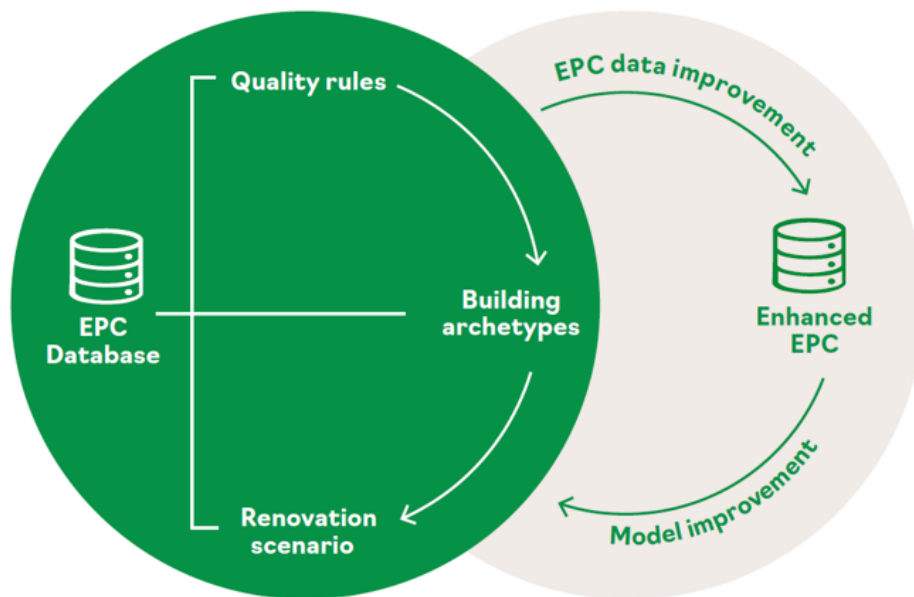 Quality rules
EPC data improvement
EPC
Database
Building
archetypes
Enhanced
EPC
Renovation
scenario
Model improvement